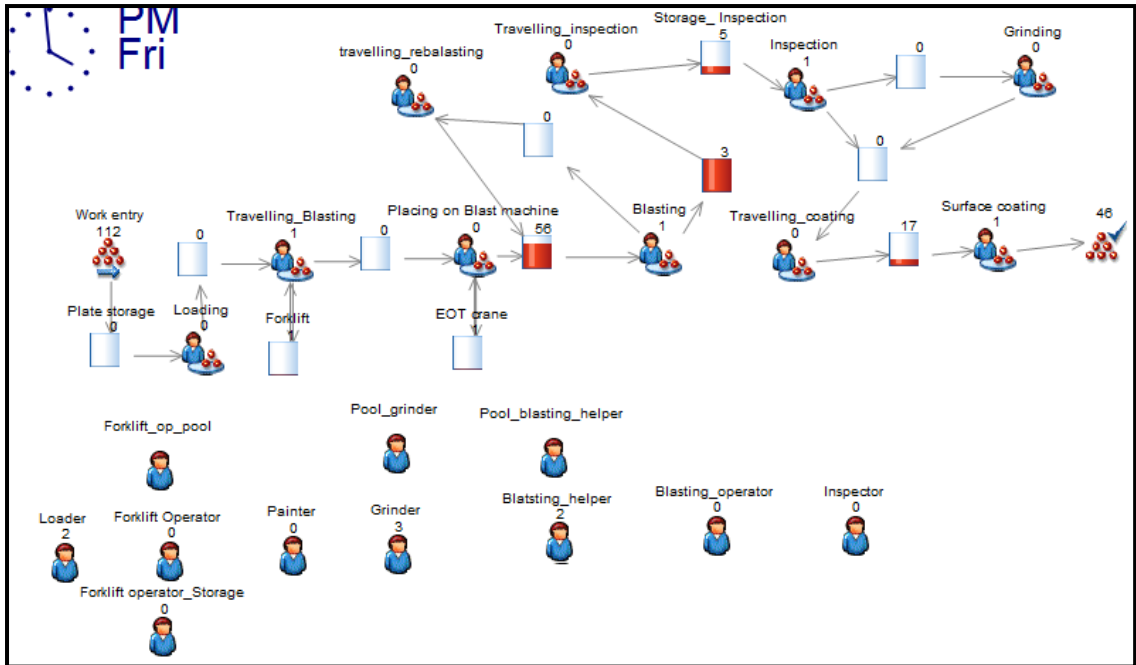 PM
Fri
travelling_rebalasting
0
Travelling_inspection
0
Storage_ Inspection
5
Inspection
1
0
Grinding
0
0
3
0
Work entry
112
0
Travelling_Blasting
1
0
Placing on Blast machine
0
56
Blasting
1
Travelling_coating
0
17
Surface coating
1
46
Plate storage
0
Loading
0
Forklift
1
EOT crane
Forklift_op_pool
Pool_grinder
Pool_blasting_helper
Loader
2
Forklift Operator
0
Painter
0
Grinder
3
Blatsting_helper
2
Blasting_operator
0
Inspector
0
Forklift operator_Storage
0